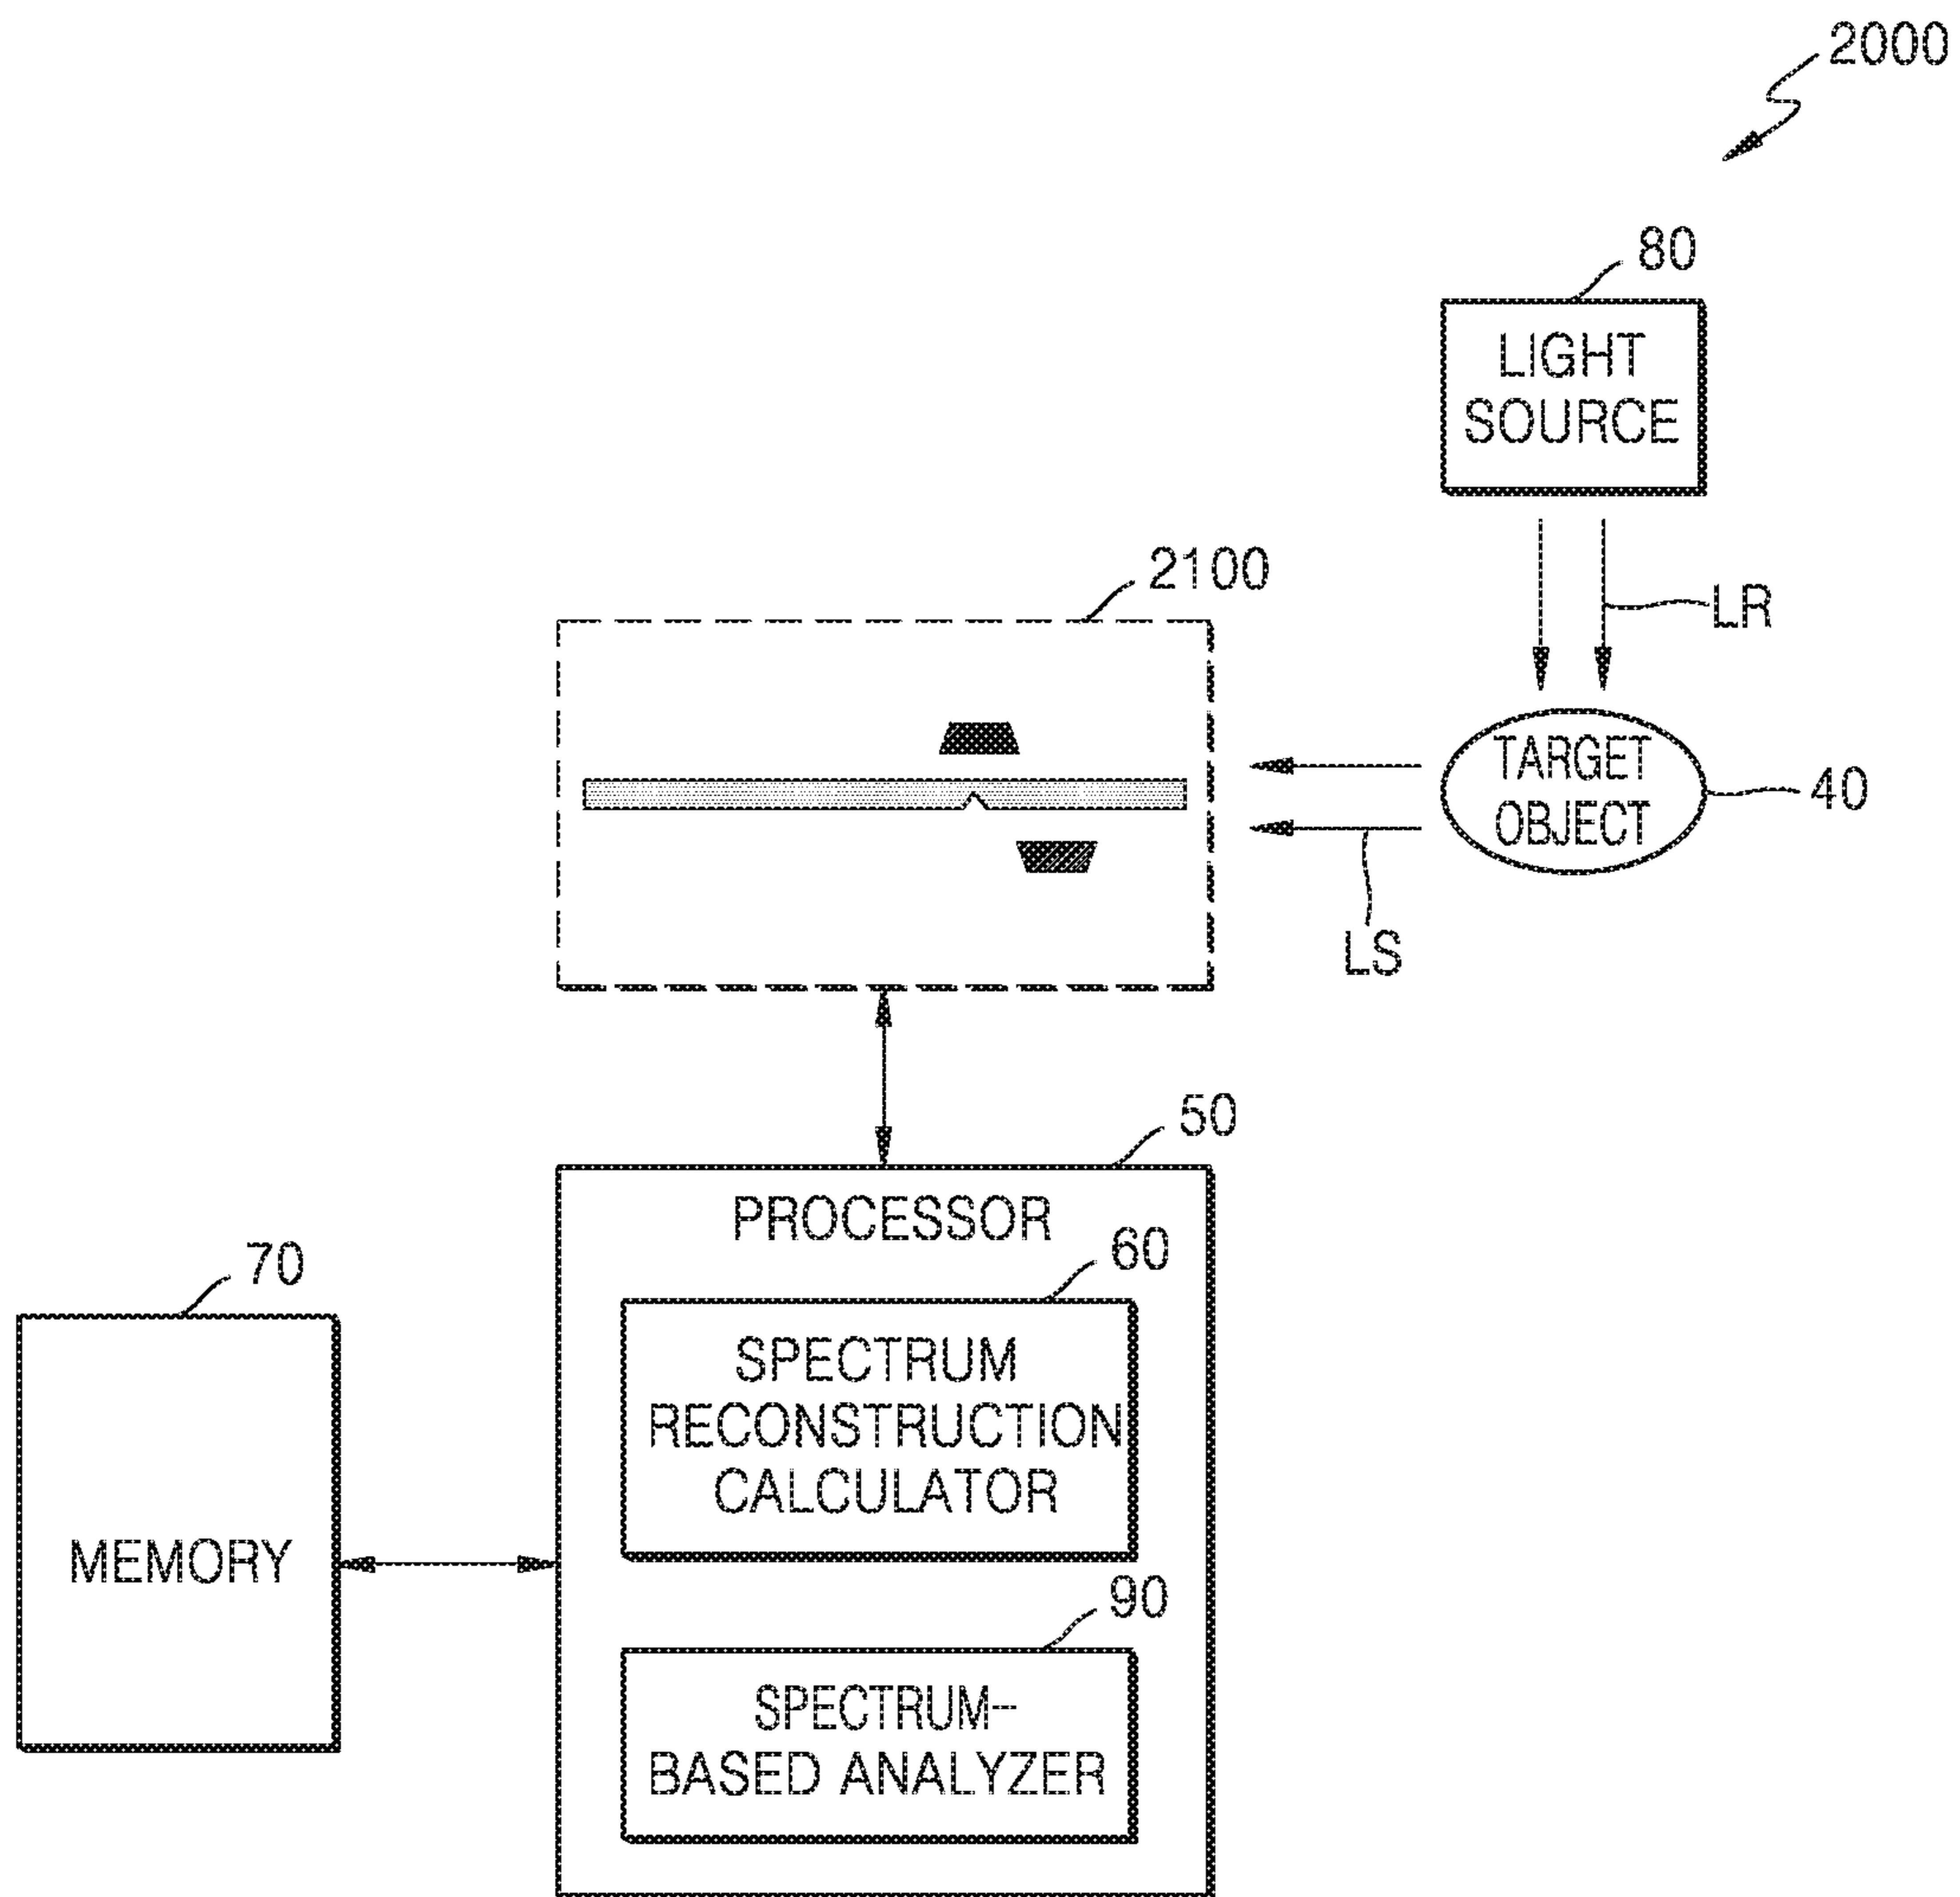 2000
80
LIGHT
SOURCE
2100
LR
TARGET
OBJECT
40
LS
50
PROCESSOR
60
70
SPECTRUM
RECONSTRUCTION
CALCULATOR
MEMORY
90
SPECTRUM-
BASED ANALYZER